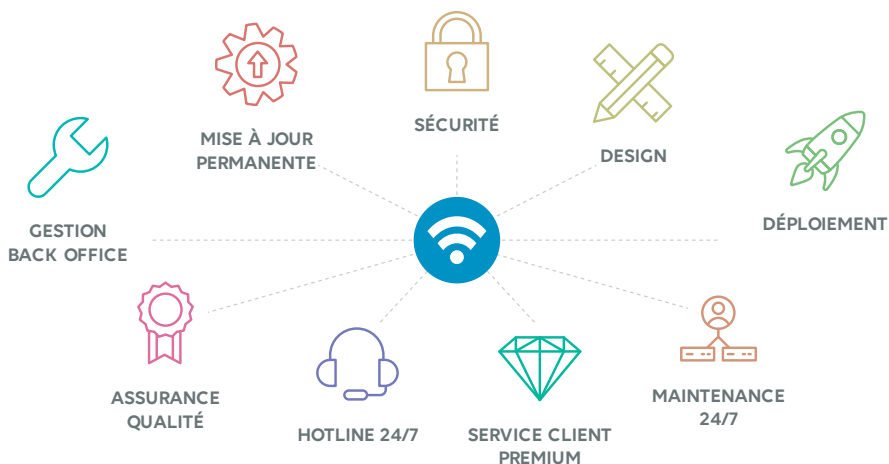 SÉCURITÉ
MISE À JOUR
PERMANENTE
DESIGN
DÉPLOIEMENT
GESTION
BACK OFFICE
ASSURANCE
QUALITÉ
HOTLINE 24/7
SERVICE CLIENT
PREMIUM
MAINTENANCE
24/7